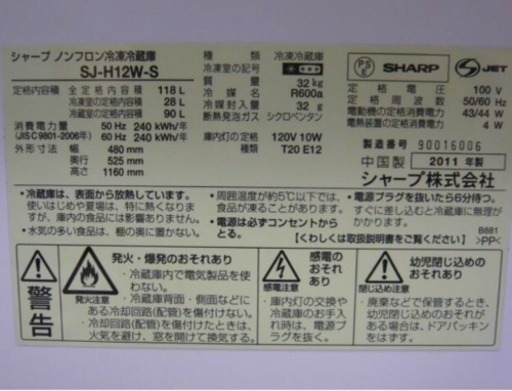 シャープ ノンフロン冷凍冷蔵庫
SJ-H12W-S
定格内容積 全定格内容積 118 L
冷凍室の定格内容積 28 L
冷蔵室の定格内容積 90 L
消費電力量 50 Hz 240 kWh/年
(JIS C 9801-2006年) 60 Hz 240 kWh/年
外形寸法 幅 480 mm
奥行 525 mm
高さ 1160 mm
種類 冷凍冷蔵庫
冷凍室の記号
質量 32 kg
冷媒 R600a
冷媒封入量 32 g
断熱発泡ガス シクロペンタン
庫内灯の定格 120V 10W
T20 E12
PS
E
SHARP
JET
定格電圧 100 V
定格周波数 50/60 Hz
電動機の定格消費電力 43/44 W
電熱装置の定格消費電力 4 W
製造番号 90016006
中国製 2011 年製
シャープ株式会社
・冷蔵庫は、表面から放熱しています。
使いはじめや夏場は、特に熱くなりま
すが、庫内の食品には影響ありません。
・水気の多い食品は、棚の奥に置かない。
・周囲温度が約5℃以下では、
食品が凍ることがあります。
・電源は必ずコンセントから
とる。
・電源プラグを抜いたら6分待つ。
すぐに差し込むと冷蔵庫に無理が
かかります。
【くわしくは取扱説明書をご覧ください】
B881
>PP<
警告
発火・爆発のおそれあり
発火注意
・冷蔵庫内で電気製品を使
わない。
・冷蔵庫背面・側面などにあ
る冷却回路(配管)を傷付けない。
冷却回路(配管)を傷付けたときは、
火気を避け、窓を開けて換気する。
感電の
おそれあり
感電注意
・庫内灯の交換や
冷蔵庫のお手入
れ時は、電源プ
ラグを抜く。
幼児閉じ込めの
おそれあり
閉じ込め注意
・廃棄などで保管するとき、
幼児の閉じ込めのおそれが
ある場合は、ドアパッキン
をはずす。